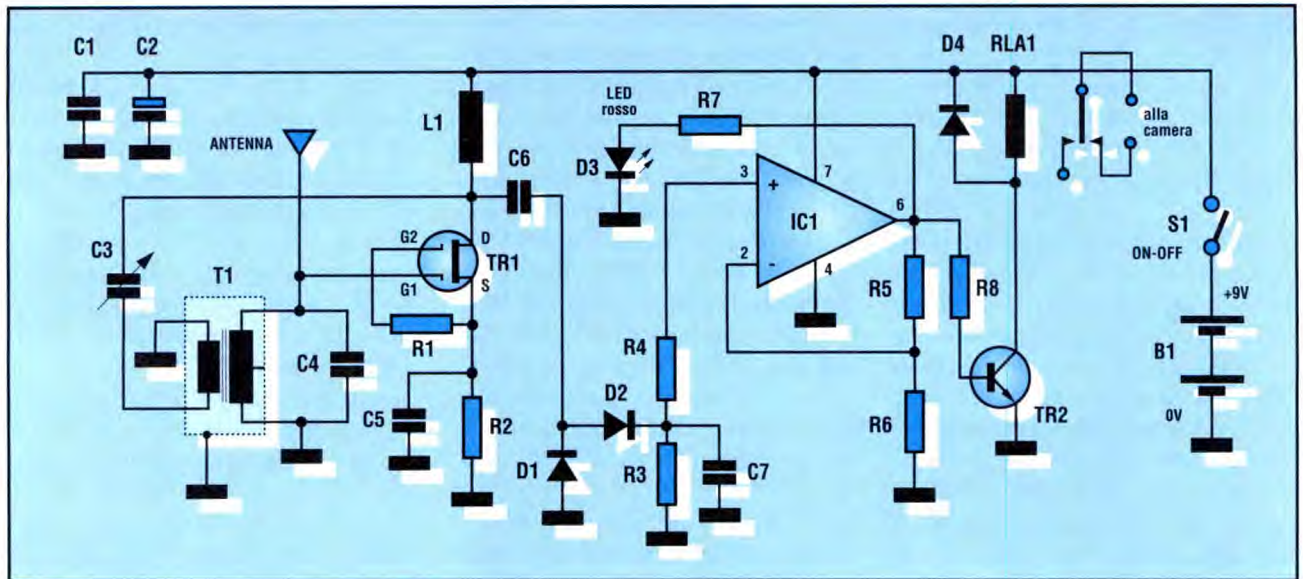 C1
C2
D4
RLA1
LED
rosso
R7
alla
camera
L1
ANTENNA
D3
C6
3
+
7
6
IC1
S1
ON-OFF
C3
G2
D
TR1
T1
G1
S
2
-
4
R5
R8
+9V
R1
C4
R4
B1
D2
TR2
0V
C5
R2
R6
D1
R3
C7